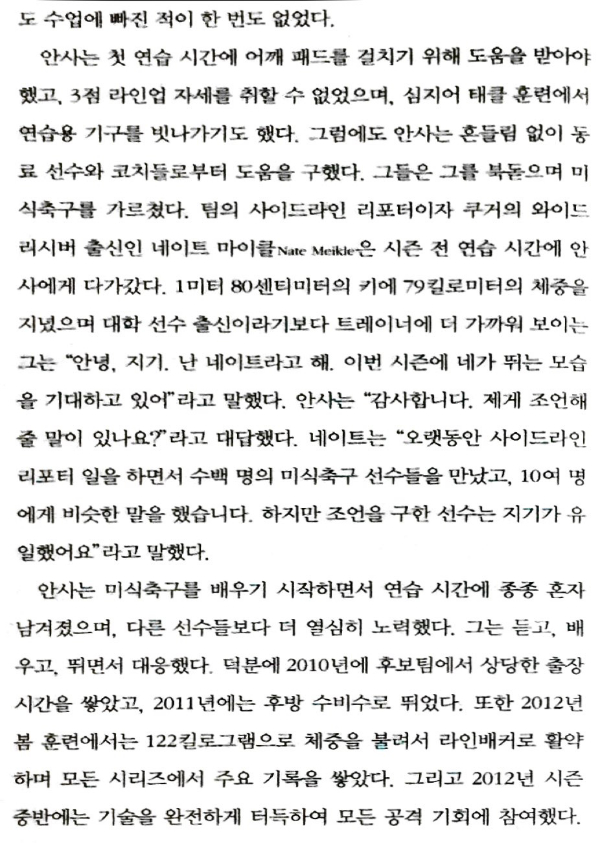 도 수업에 빠진 적이 한 번도 없었다.
안사는 첫 연습 시간에 어깨 패드를 걸치기 위해 도움을 받아야
했고, 3점 라인업 자세를 취할 수 없었으며, 심지어 태클 훈련에서
연습용 기구를 빗나가기도 했다. 그럼에도 안사는 흔들림 없이 동
료 선수와 코치들로부터 도움을 구했다. 그들은 그를 북돋으며 미
식축구를 가르쳤다. 팀의 사이드라인 리포터이자 쿠거의 와이드
리시버 출신인 네이트 마이클Nate Meikle은 시즌 전 연습 시간에 안
사에게 다가갔다. 1미터 80센티미터의 키에 79킬로미터의 체중을
지녔으며 대학 선수 출신이라기보다 트레이너에 더 가까워 보이는
그는 “안녕, 지기. 난 네이트라고 해. 이번 시즌에 네가 뛰는 모습
을 기대하고 있어”라고 말했다. 안사는 “감사합니다. 제게 조언해
줄 말이 있나요?”라고 대답했다. 네이트는 “오랫동안 사이드라인
리포터 일을 하면서 수백 명의 미식축구 선수들을 만났고, 10여 명
에게 비슷한 말을 했습니다. 하지만 조언을 구한 선수는 지기가 유
일했어요”라고 말했다.
안사는 미식축구를 배우기 시작하면서 연습 시간에 종종 혼자
남겨졌으며, 다른 선수들보다 더 열심히 노력했다. 그는 듣고, 배
우고, 뛰면서 대응했다. 덕분에 2010년에 후보팀에서 상당한 출장
시간을 쌓았고, 2011년에는 후방 수비수로 뛰었다. 또한 2012년
봄 훈련에서는 122킬로그램으로 체중을 불려서 라인배커로 활약
하며 모든 시리즈에서 주요 기록을 쌓았다. 그리고 2012년 시즌
중반에는 기술을 완전하게 터득하여 모든 공격 기회에 참여했다.